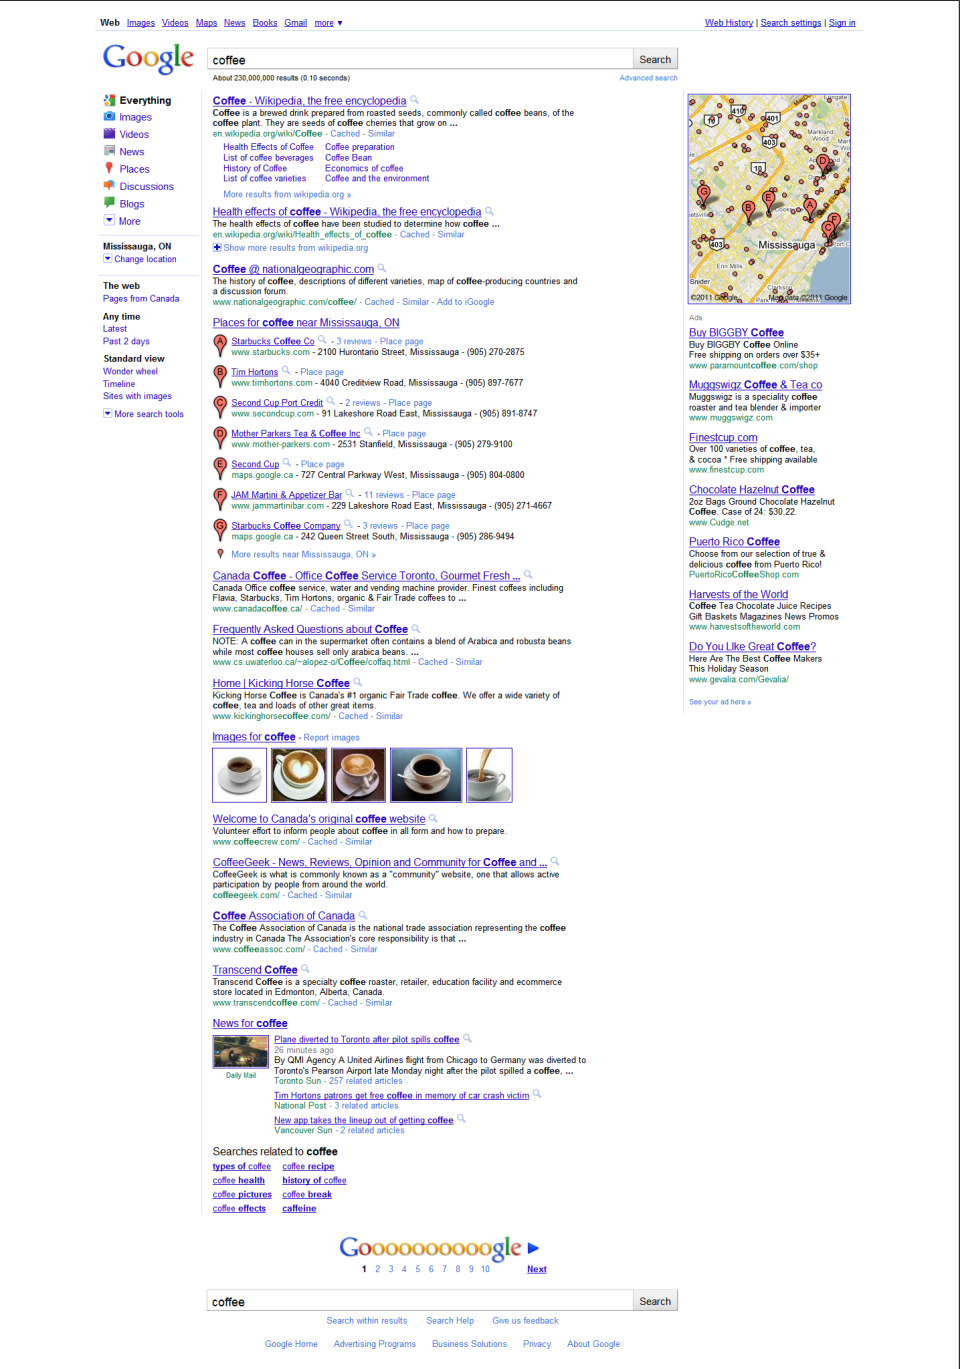 Web Images Videos Maps News Books Gmail more ▼
Web History | Search settings | Sign in
Google
coffee
Search
About 230,000,000 results (0.10 seconds)
Advanced search
Everything
Images
Videos
News
Places
Discussions
Blogs
More
Mississauga, ON
Change location
The web
Pages from Canada
Any time
Latest
Past 2 days
Standard view
Wonder wheel
Timeline
Sites with images
More search tools
Coffee - Wikipedia, the free encyclopedia
Coffee is a brewed drink prepared from roasted seeds, commonly called coffee beans, of the
coffee plant. They are seeds of coffee cherries that grow on ...
en.wikipedia.org/wiki/Coffee - Cached - Similar
Health Effects of Coffee Coffee preparation
List of coffee beverages Coffee Bean
History of Coffee Economics of coffee
List of coffee varieties Coffee and the environment
More results from wikipedia.org »
Health effects of coffee - Wikipedia, the free encyclopedia
The health effects of coffee have been studied to determine how coffee ...
en.wikipedia.org/wiki/Health_effects_of_coffee - Cached - Similar
Show more results from wikipedia.org
Coffee @ nationalgeographic.com
The history of coffee, descriptions of different varieties, map of coffee-producing countries and
a discussion forum.
www.nationalgeographic.com/coffee/ - Cached - Similar - Add to iGoogle
Places for coffee near Mississauga, ON
A Starbucks Coffee Co - 3 reviews - Place page
www.starbucks.com - 2100 Hurontario Street, Mississauga - (905) 270-2875
B Tim Hortons - Place page
www.timhortons.com - 4040 Creditview Road, Mississauga - (905) 897-7677
C Second Cup Port Credit - 2 reviews - Place page
www.secondcup.com - 91 Lakeshore Road East, Mississauga - (905) 891-8747
D Mother Parkers Tea & Coffee Inc - Place page
www.mother-parkers.com - 2531 Stanfield, Mississauga - (905) 279-9100
E Second Cup - Place page
maps.google.ca - 727 Central Parkway West, Mississauga - (905) 804-0800
F JAM Martini & Appetizer Bar - 11 reviews - Place page
www.jammartinibar.com - 229 Lakeshore Road East, Mississauga - (905) 271-4667
G Starbucks Coffee Company - 3 reviews - Place page
maps.google.ca - 242 Queen Street South, Mississauga - (905) 286-9494
More results near Mississauga, ON »
Canada Coffee - Office Coffee Service Toronto, Gourmet Fresh ...
Canada Office coffee service, water and vending machine provider. Finest coffees including
Flavia, Starbucks, Tim Hortons, organic & Fair Trade coffees to ...
www.canadacoffee.ca/ - Cached - Similar
Frequently Asked Questions about Coffee
NOTE: A coffee can in the supermarket often contains a blend of Arabica and robusta beans
while most coffee houses sell only arabica beans. ...
www.cs.uwaterloo.ca/~alopez-o/Coffee/coffaq.html - Cached - Similar
Home | Kicking Horse Coffee
Kicking Horse Coffee is Canada's #1 organic Fair Trade coffee. We offer a wide variety of
coffee, tea and loads of other great items.
www.kickinghorsecoffee.com/ - Cached - Similar
Images for coffee - Report images
Welcome to Canada's original coffee website
Volunteer effort to inform people about coffee in all form and how to prepare.
www.coffeecrew.com/ - Cached - Similar
CoffeeGeek - News, Reviews, Opinion and Community for Coffee and ...
CoffeeGeek is what is commonly known as a "community" website, one that allows active
participation by people from around the world.
coffeegeek.com/ - Cached - Similar
Coffee Association of Canada
The Coffee Association of Canada is the national trade association representing the coffee
industry in Canada The Association's core responsibility is that ...
www.coffeeassoc.com/ - Cached - Similar
Transcend Coffee
Transcend Coffee is a specialty coffee roaster, retailer, education facility and ecommerce
store located in Edmonton, Alberta, Canada.
www.transcendcoffee.com/ - Cached - Similar
News for coffee
Plane diverted to Toronto after pilot spills coffee
26 minutes ago
By QMI Agency A United Airlines flight from Chicago to Germany was diverted to
Toronto's Pearson Airport late Monday night after the pilot spilled a coffee, ...
Toronto Sun - 257 related articles
Daily Mail
Tim Hortons patrons get free coffee in memory of car crash victim
National Post - 3 related articles
New app takes the lineup out of getting coffee
Vancouver Sun - 2 related articles
Searches related to coffee
types of coffee coffee recipe
coffee health history of coffee
coffee pictures coffee break
coffee effects caffeine
410
401
403
10
10
Markland
Wood
D
G
E
B
A
F
C
403
Mississauga
Erin Mills
Snider
©2011 Google Map data ©2011 Google
Ads
Buy BIGGBY Coffee
Buy BIGGBY Coffee Online
Free shipping on orders over $35+
www.paramountcoffee.com/shop
Muggswigz Coffee & Tea co
Muggswigz is a speciality coffee
roaster and tea blender & importer
www.muggswigz.com
Finestcup.com
Over 100 varieties of coffee, tea,
& cocoa * Free shipping available
www.finestcup.com
Chocolate Hazelnut Coffee
2oz Bags Ground Chocolate Hazelnut
Coffee. Case of 24: $30.22.
www.Cudge.net
Puerto Rico Coffee
Choose from our selection of true &
delicious coffee from Puerto Rico!
PuertoRicoCoffeeShop.com
Harvests of the World
Coffee Tea Chocolate Juice Recipes
Gift Baskets Magazines News Promos
www.harvestsoftheworld.com
Do You LIke Great Coffee?
Here Are The Best Coffee Makers
This Holiday Season
www.gevalia.com/Gevalia/
See your ad here »
Goooooooooogle
1 2 3 4 5 6 7 8 9 10 Next
coffee
Search
Search within results Search Help Give us feedback
Google Home Advertising Programs Business Solutions Privacy About Google